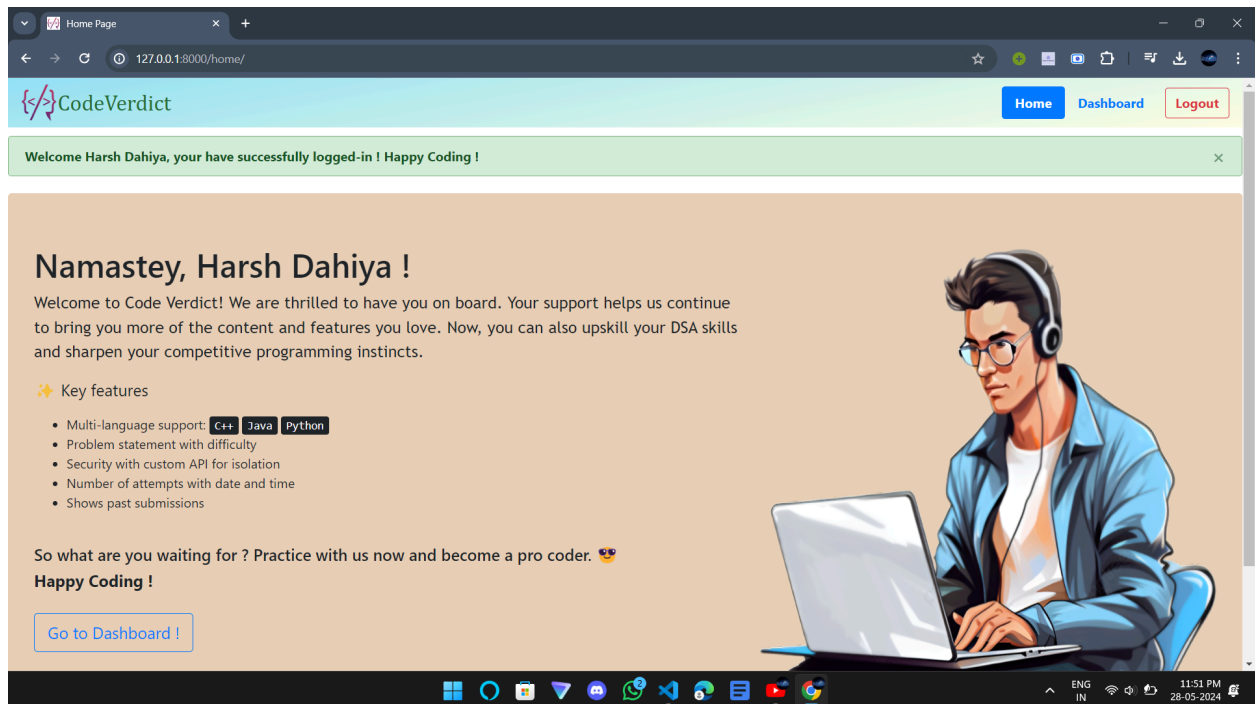 Home Page
127.0.0.1:8000/home/
{</>}CodeVerdict
Home Dashboard Logout
Welcome Harsh Dahiya, your have successfully logged-in ! Happy Coding !
Namastey, Harsh Dahiya !
Welcome to Code Verdict! We are thrilled to have you on board. Your support helps us continue
to bring you more of the content and features you love. Now, you can also upskill your DSA skills
and sharpen your competitive programming instincts.
✨ Key features
• Multi-language support: C++ Java Python
• Problem statement with difficulty
• Security with custom API for isolation
• Number of attempts with date and time
• Shows past submissions
So what are you waiting for ? Practice with us now and become a pro coder. 😎
Happy Coding !
Go to Dashboard !
2
ENG
IN
11:51 PM
28-05-2024